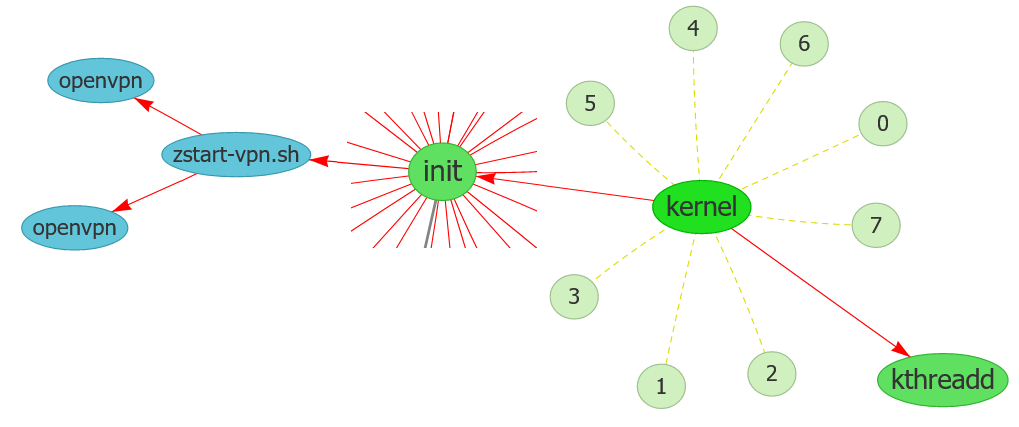 4
6
openvpn
5
0
zstart-vpn.sh
init
kernel
openvpn
7
3
1
2
kthreadd